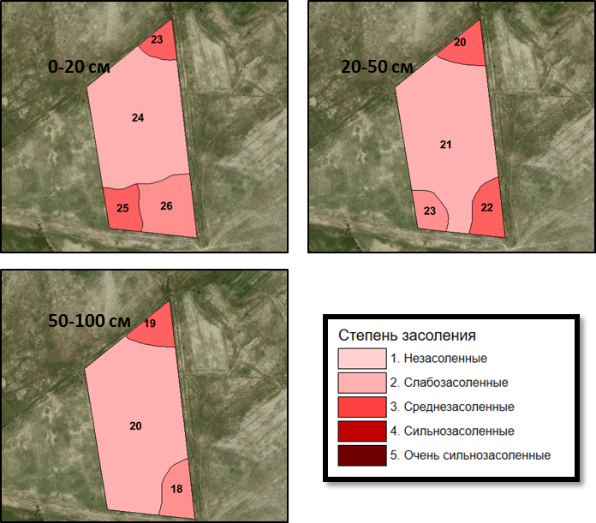 23
0-20 см
24
25
26
20
20-50 см
21
23
22
19
50-100 см
20
18
Степень засоления
1. Незасоленные
2. Слабозасоленные
3. Среднезасоленные
4. Сильнозасоленные
5. Очень сильнозасоленные